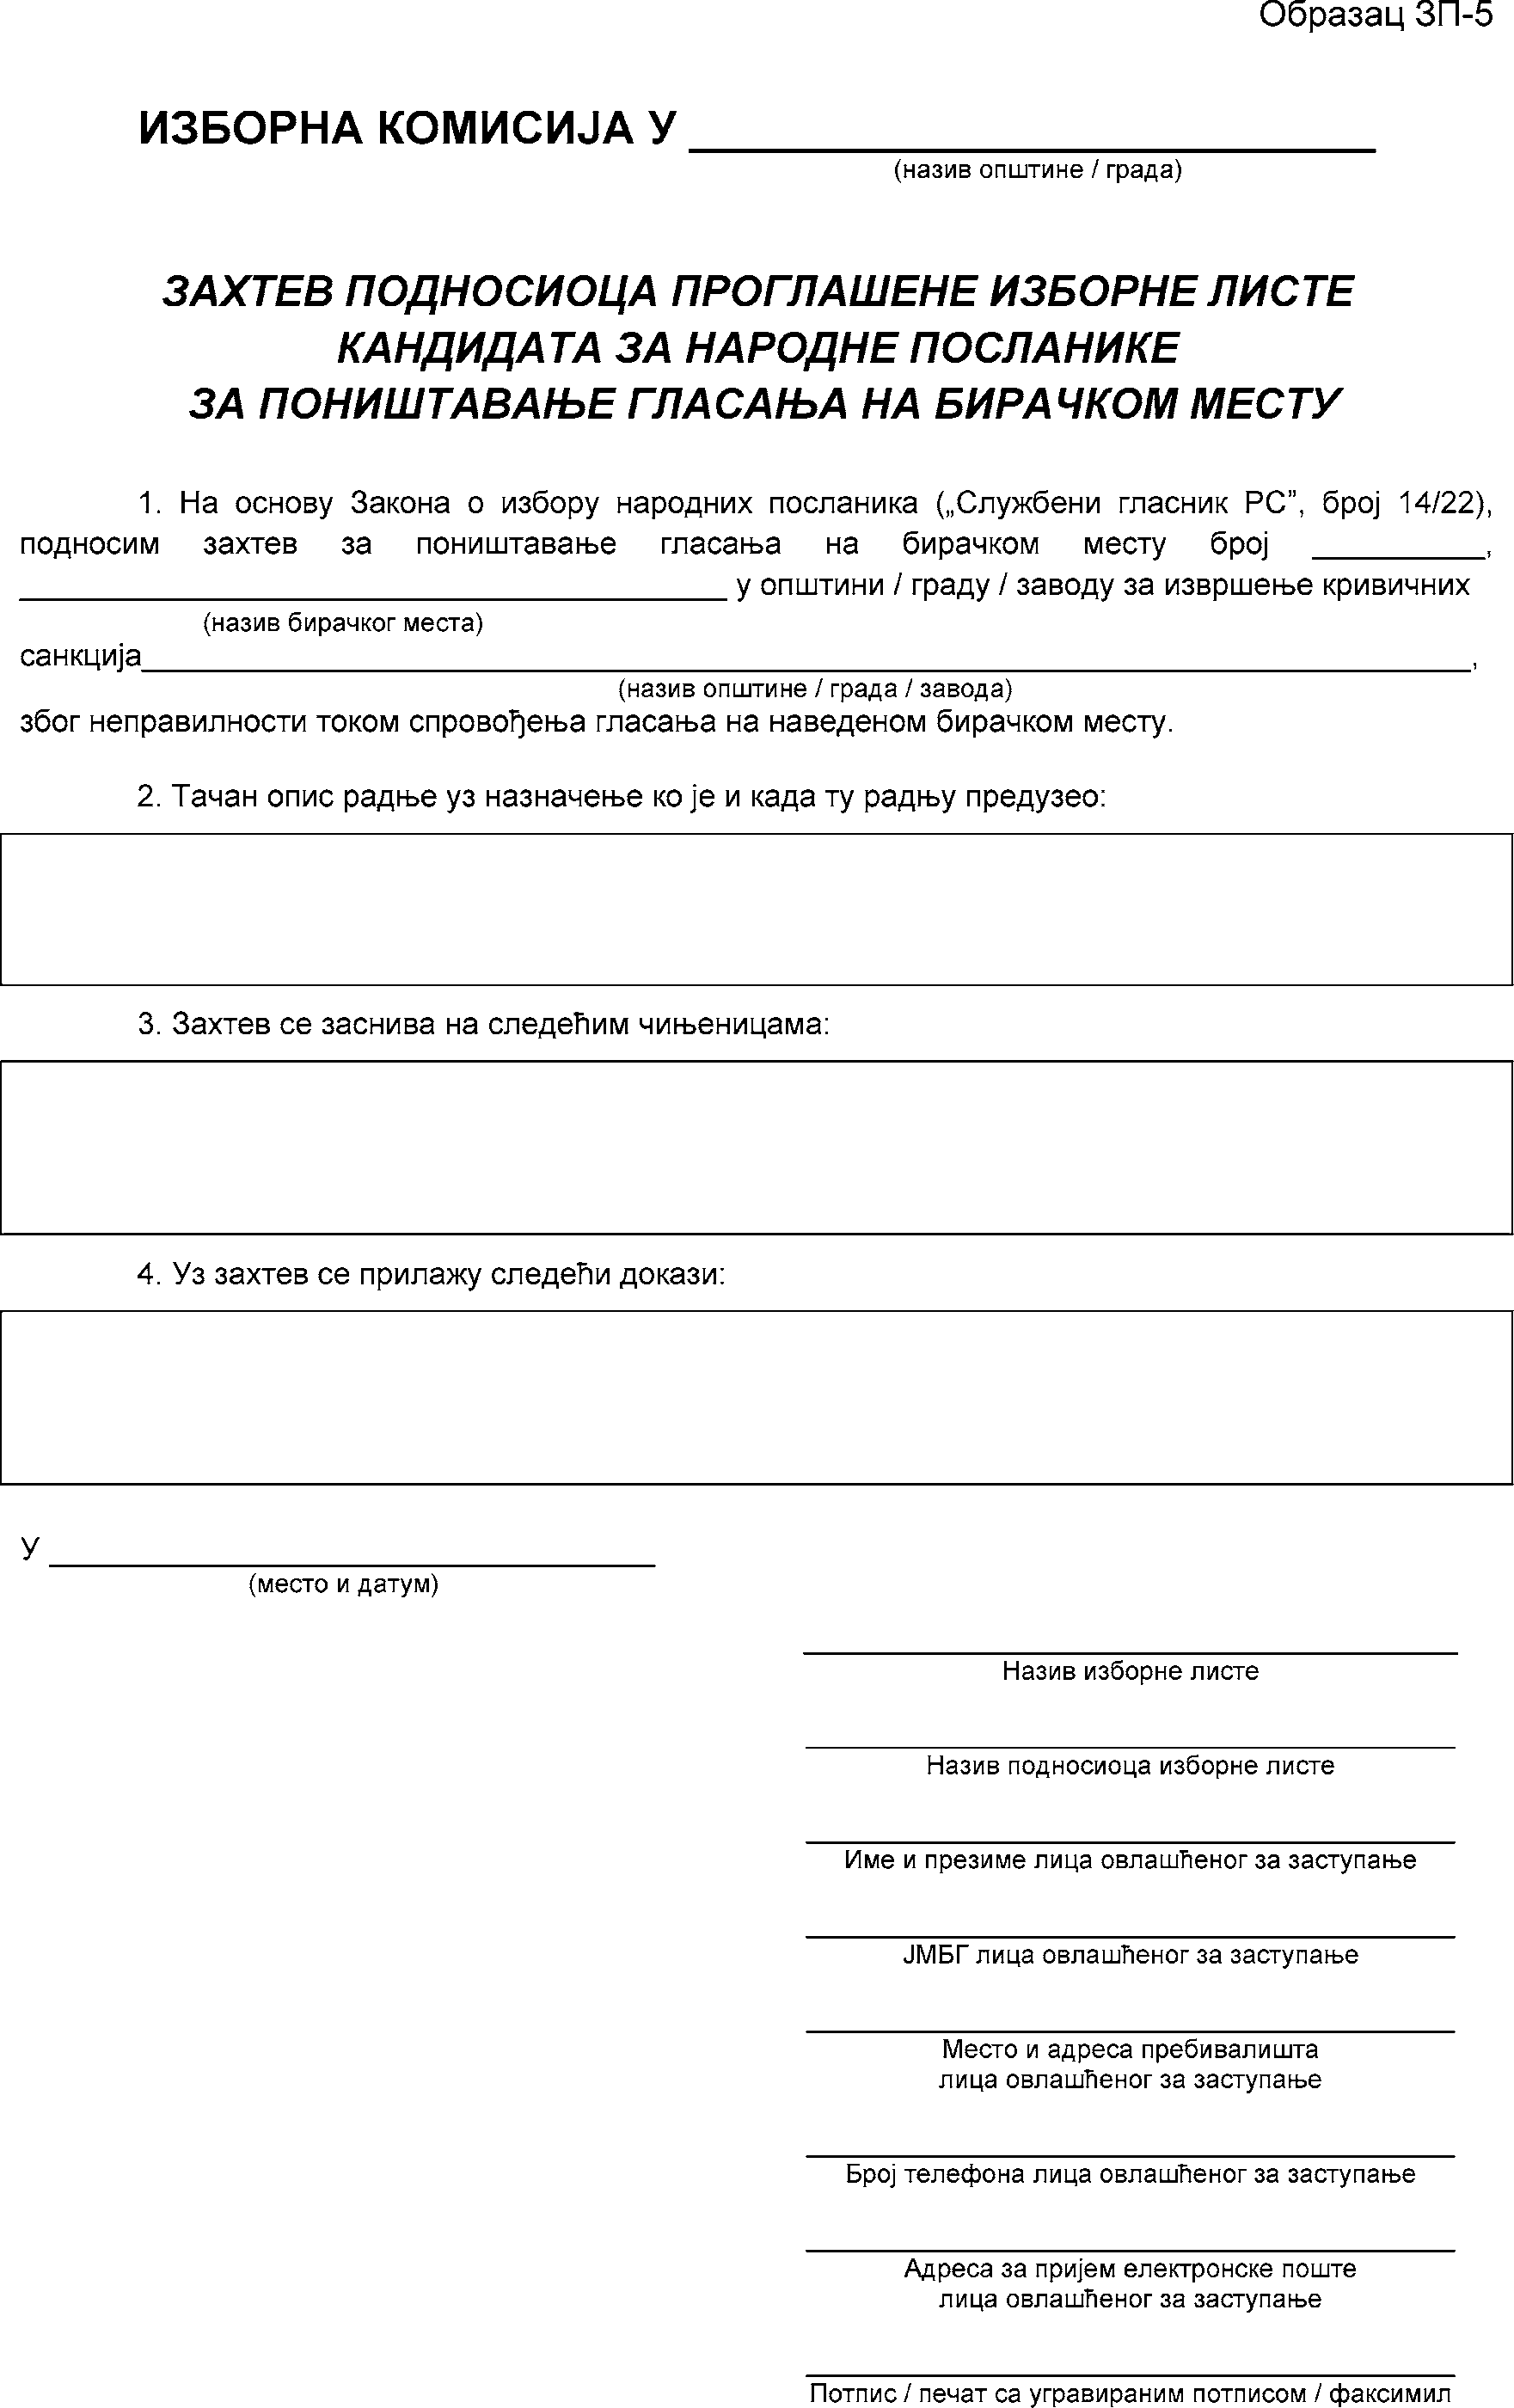 Образац ЗП-5
ИЗБОРНА КОМИСИЈА У
(назив општине / града)
ЗАХТЕВ ПОДНОСИОЦА ПРОГЛАШЕНЕ ИЗБОРНЕ ЛИСТЕ
КАНДИДАТА ЗА НАРОДНЕ ПОСЛАНИКЕ
ЗА ПОНИШТАВАЊЕ ГЛАСАЊА НА БИРАЧКОМ МЕСТУ
1. На основу Закона о избору народних посланика („Службени гласник РС”, број 14/22),
подносим захтев за поништавање гласања на бирачком месту број __________,
у општини / граду / заводу за извршење кривичних
(назив бирачког места)
санкција ,
(назив општине / града / завода)
због неправилности током спровођења гласања на наведеном бирачком месту.
2. Тачан опис радње уз назначење ко је и када ту радњу предузео:
3. Захтев се заснива на следећим чињеницама:
4. Уз захтев се прилажу следећи докази:
У
(место и датум)
Назив изборне листе
Назив подносиоца изборне листе
Име и презиме лица овлашћеног за заступање
ЈМБГ лица овлашћеног за заступање
Место и адреса пребивалишта
лица овлашћеног за заступање
Број телефона лица овлашћеног за заступање
Адреса за пријем електронске поште
лица овлашћеног за заступање
Потпис / печат са угравираним потписом / факсимил